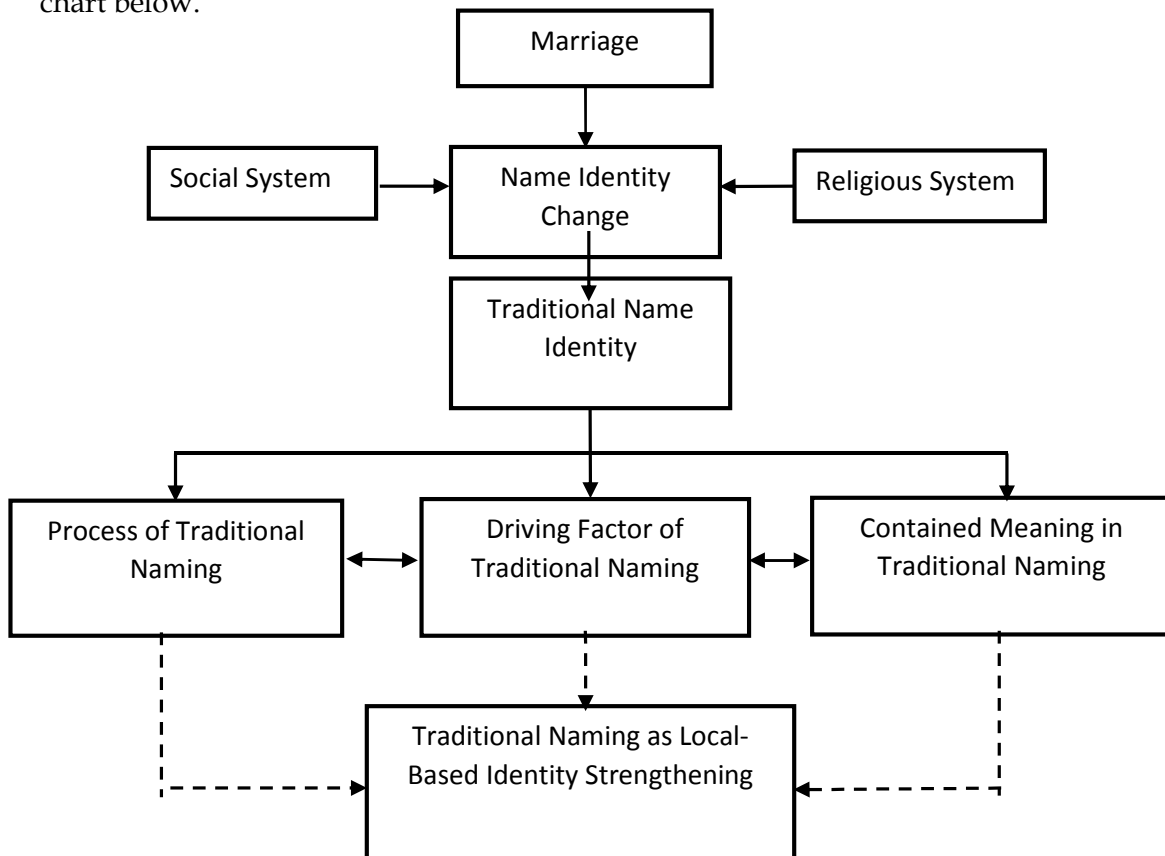 chart below.
Marriage
Social System
Name Identity
Change
Religious System
Traditional Name
Identity
Process of Traditional
Naming
Driving Factor of
Traditional Naming
Contained Meaning in
Traditional Naming
Traditional Naming as Local-
Based Identity Strengthening